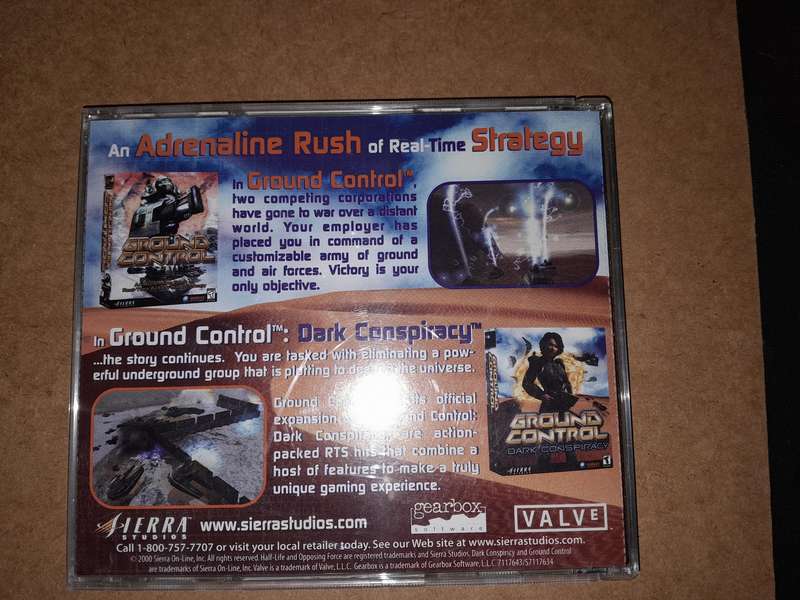 An Adrenaline Rush of Real-Time Strategy
In Ground Control™,
two competing corporations
have gone to war over a distant
world. Your employer has
placed you in command of a
customizable army of ground
and air forces. Victory is your
only objective.
GROUND
CONTROL
SIERRA
In Ground Control™: Dark Conspiracy™
...the story continues. You are tasked with eliminating a pow-
erful underground group that is plotting to the universe.
Ground official
expansion Control:
Dark Conspiracy are action-
packed RTS hits that combine a
host of features to make a truly
unique gaming experience.
GROUND
CONTROL
DARK CONSPIRACY
SIERRA
SIERRA
STUDIOS
www.sierrastudios.com
gearbox
software
VALVE
Call 1-800-757-7707 or visit your local retailer today. See our Web site at www.sierrastudios.com.
© 2000 Sierra On-Line, Inc. All rights reserved. Half-Life and Opposing Force are registered trademarks and Sierra Studios, Dark Conspiricy and Ground Control
are trademarks of Sierra On-Line, Inc. Valve is a trademark of Valve, L.L.C. Gearbox is a trademark of Gearbox Software, L.L.C 7117643/S7117634